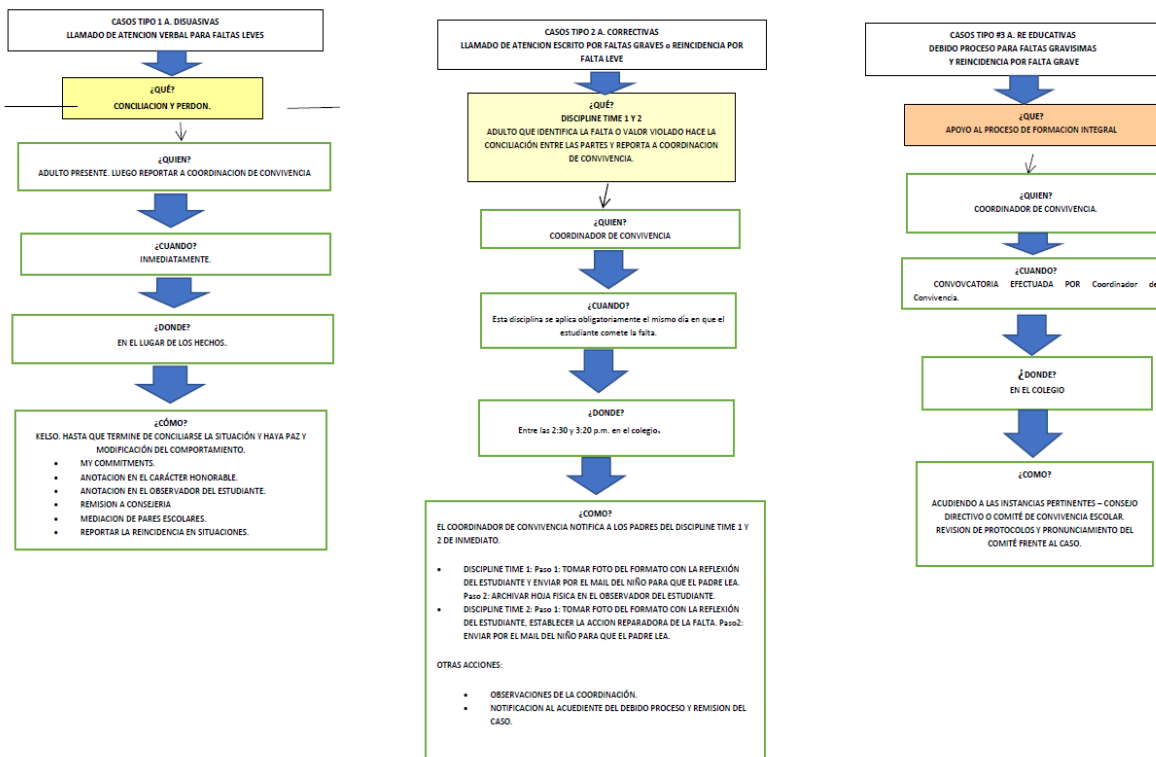 CASOS TIPO 1 A. DISUASIVAS
LLAMADO DE ATENCION VERBAL PARA FALTAS LEVES
¿QUÉ?
CONCILIACION Y PERDON.
¿QUIEN?
ADULTO PRESENTE. LUEGO REPORTAR A COORDINACION DE CONVIVENCIA
¿CUANDO?
INMEDIATAMENTE.
¿DONDE?
EN EL LUGAR DE LOS HECHOS.
¿CÓMO?
KELSO. HASTA QUE TERMINE DE CONCILIARSE LA SITUACIÓN Y HAYA PAZ Y
MODIFICACIÓN DEL COMPORTAMIENTO.
• MY COMMITMENTS.
• ANOTACION EN EL CARÁCTER HONORABLE.
• ANOTACION EN EL OBSERVADOR DEL ESTUDIANTE.
• REMISION A CONSEJERIA
• MEDIACION DE PARES ESCOLARES.
• REPORTAR LA REINCIDENCIA EN SITUACIONES.
CASOS TIPO 2 A. CORRECTIVAS
LLAMADO DE ATENCION ESCRITO POR FALTAS GRAVES o REINCIDENCIA POR
FALTA LEVE
¿QUÉ?
DISCIPLINE TIME 1 Y 2
ADULTO QUE IDENTIFICA LA FALTA O VALOR VIOLADO HACE LA
CONCILIACIÓN ENTRE LAS PARTES Y REPORTA A COORDINACION
DE CONVIVENCIA.
¿QUIEN?
COORDINADOR DE CONVIVENCIA
¿CUANDO?
Esta disciplina se aplica obligatoriamente el mismo día en que el
estudiante comete la falta.
¿DONDE?
Entre las 2:30 y 3:20 p.m. en el colegio.
¿COMO?
EL COORDINADOR DE CONVIVENCIA NOTIFICA A LOS PADRES DEL DISCIPLINE TIME 1 Y
2 DE INMEDIATO.
• DISCIPLINE TIME 1: Paso 1: TOMAR FOTO DEL FORMATO CON LA REFLEXIÓN
DEL ESTUDIANTE Y ENVIAR POR EL MAIL DEL NIÑO PARA QUE EL PADRE LEA.
Paso 2: ARCHIVAR HOJA FISICA EN EL OBSERVADOR DEL ESTUDIANTE.
• DISCIPLINE TIME 2: Paso 1: TOMAR FOTO DEL FORMATO CON LA REFLEXIÓN
DEL ESTUDIANTE, ESTABLECER LA ACCION REPARADORA DE LA FALTA. Paso2:
ENVIAR POR EL MAIL DEL NIÑO PARA QUE EL PADRE LEA.
OTRAS ACCIONES:
• OBSERVACIONES DE LA COORDINACIÓN.
• NOTIFICACION AL ACUEDIENTE DEL DEBIDO PROCESO Y REMISION DEL
CASO.
CASOS TIPO #3 A. RE EDUCATIVAS
DEBIDO PROCESO PARA FALTAS GRAVISIMAS
Y REINCIDENCIA POR FALTA GRAVE
¿QUE?
APOYO AL PROCESO DE FORMACION INTEGRAL
¿QUIEN?
COORDINADOR DE CONVIVENCIA.
¿CUANDO?
CONVOVCATORIA EFECTUADA POR Coordinador de
Convivencia.
¿DONDE?
EN EL COLEGIO
¿COMO?
ACUDIENDO A LAS INSTANCIAS PERTINENTES – CONSEJO
DIRECTIVO O COMITÉ DE CONVIVENCIA ESCOLAR.
REVISION DE PROTOCOLOS Y PRONUNCIAMIENTO DEL
COMITÉ FRENTE AL CASO.